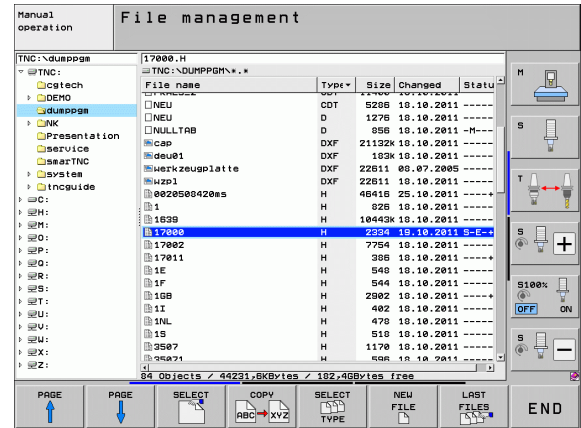 Manual
operation
File management
TNC:\dumppgm
17000.H
TNC:
cgtech
DEMO
dumppgm
NK
Presentation
service
smarTNC
system
tncguide
C:
H:
M:
O:
P:
Q:
R:
S:
T:
U:
V:
W:
X:
Z:
TNC:\DUMPPGM\*.*
File name Type Size Changed Statu
NEU CDT 5286 18.10.2011 -----
NEU D 1276 18.10.2011 -----
NULLTAB D 856 18.10.2011 -M---
cap DXF 21132k 18.10.2011 -----
deu01 DXF 183k 18.10.2011 -----
werkzeugplatte DXF 22611 08.07.2005 -----
wzpl DXF 22611 18.10.2011 -----
0020508420ms H 46416 25.10.2011 ----+
1 H 826 18.10.2011 -----
1639 H 10443k 18.10.2011 -----
17000 H 2334 19.10.2011 S-E-+
17002 H 7754 18.10.2011 -----
17011 H 386 18.10.2011 ----+
1E H 548 18.10.2011 -----
1F H 544 18.10.2011 -----
1GB H 2902 18.10.2011 ----+
1I H 402 18.10.2011 -----
1NL H 478 18.10.2011 -----
1S H 518 18.10.2011 -----
3507 H 1170 18.10.2011 -----
35071 H 596 18.10.2011 -----
84 Objects / 44231,6KBytes / 182,4GBytes free
M
S
T
S
S100%
OFF ON
S
PAGE
PAGE
SELECT
COPY
ABC XYZ
SELECT
TYPE
NEW
FILE
LAST
FILES
END